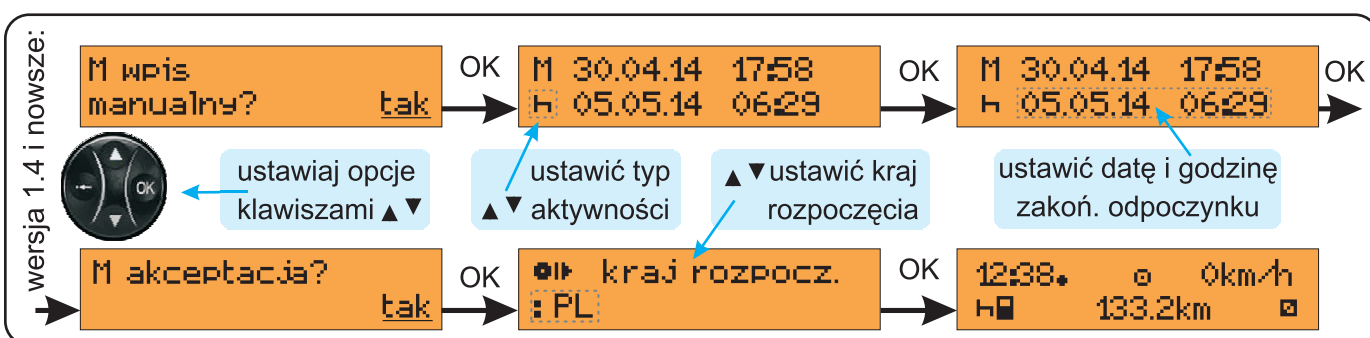 wersja 1.4 i nowsze:
M wpis
manualny? tak
OK
M 30.04.14 17:58
05.05.14 06:29
OK
M 30.04.14 17:58
05.05.14 06:29
OK
OK
ustawiaj opcje
klawiszami ▲ ▼
ustawić typ
▲ ▼ aktywności
▲ ▼ ustawić kraj
rozpoczęcia
ustawić datę i godzinę
zakoń. odpoczynku
M akceptacja?
tak
OK
kraj rozpocz.
: PL
OK
12:38 0km/h
133.2km